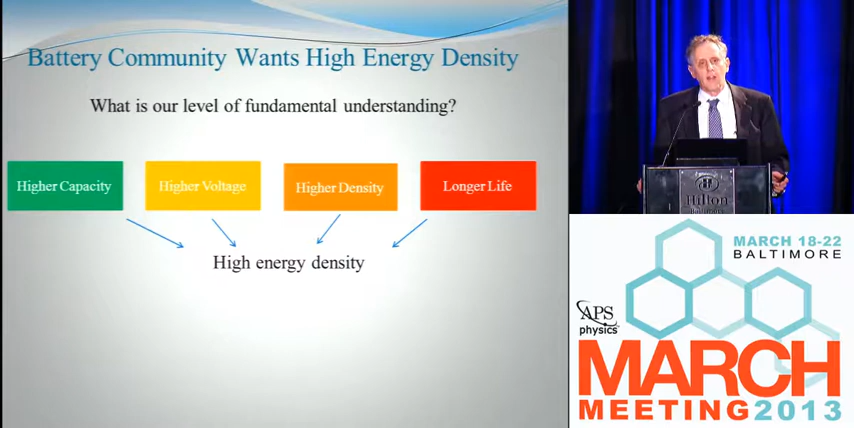 Battery Community Wants High Energy Density
What is our level of fundamental understanding?
Higher Capacity
Higher Voltage
Higher Density
Longer Life
High energy density
Hilton
MARCH 18-22
BALTIMORE
APS
physics
MARCH
MEETING2013